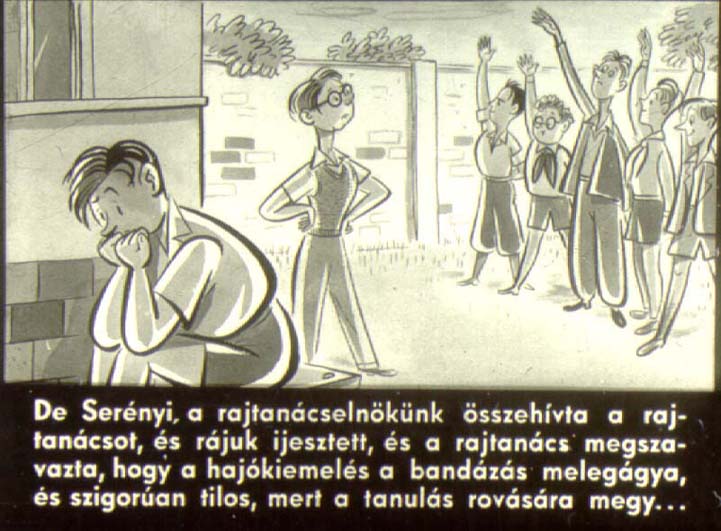 De Serényi, a rajtanácselnökünk összehívta a raj-
tanácsot, és rájuk ijesztett, és a rajtanács megsza-
vazta, hogy a hajókiemelés a bandázás melegágya,
és szigorúan tilos, mert a tanulás rovására megy...